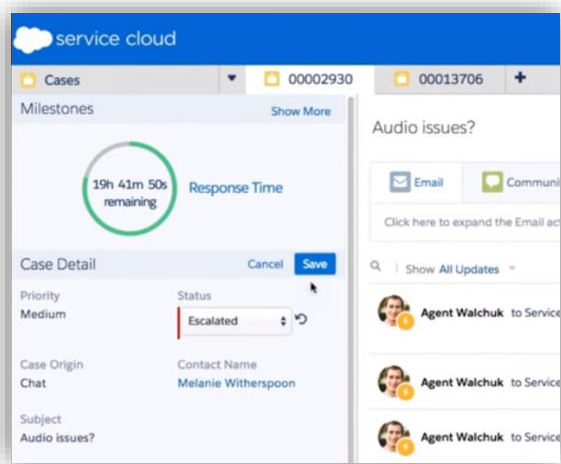 service cloud
Cases 00002930 00013706 +
Milestones Show More
19h 41m 50s
remaining
Response Time
Case Detail Cancel Save
Priority Status
Medium Escalated
Case Origin Contact Name
Chat Melanie Witherspoon
Subject
Audio issues?
Audio issues?
Email Communi
Click here to expand the Email act
Show All Updates
Agent Walchuk to Service
Agent Walchuk to Service
Agent Walchuk to Service